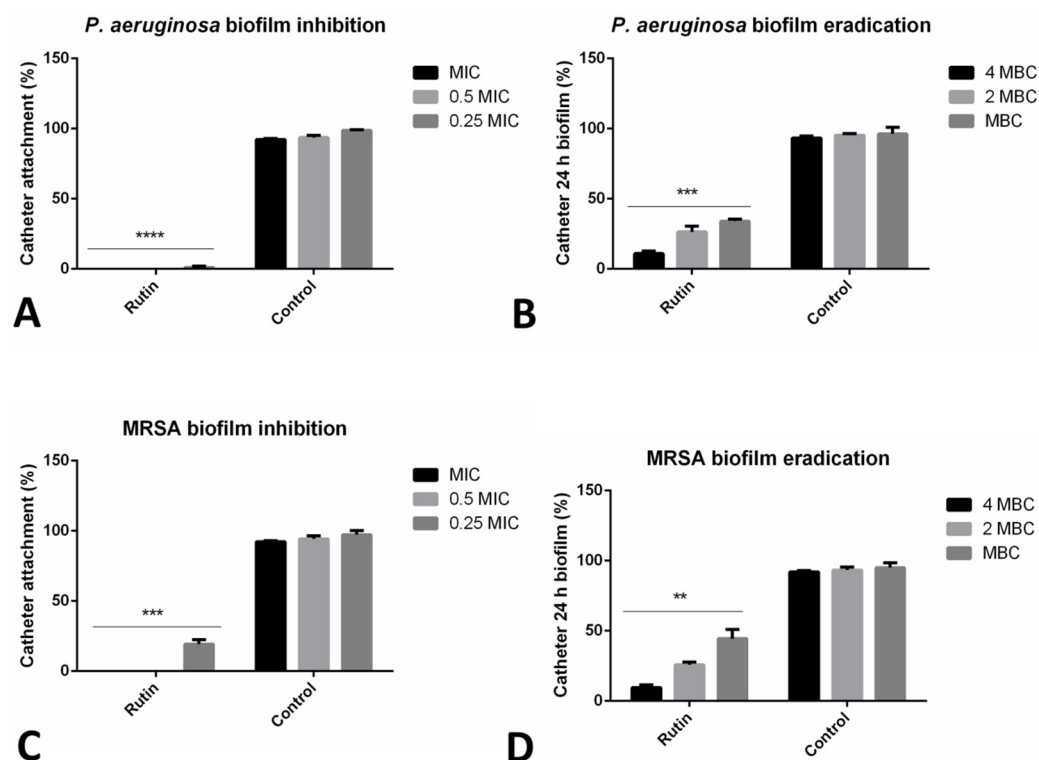 P. aeruginosa biofilm inhibition
Catheter attachment (%)
150
100
50
0
****
Rutin
Control
MIC
0.5 MIC
0.25 MIC
A
P. aeruginosa biofilm eradication
Catheter 24 h biofilm (%)
150
100
50
0
***
Rutin
Control
4 MBC
2 MBC
MBC
B
MRSA biofilm inhibition
Catheter attachment (%)
150
100
50
0
***
Rutin
Control
MIC
0.5 MIC
0.25 MIC
C
MRSA biofilm eradication
Catheter 24 h biofilm (%)
150
100
50
0
**
Rutin
Control
4 MBC
2 MBC
MBC
D